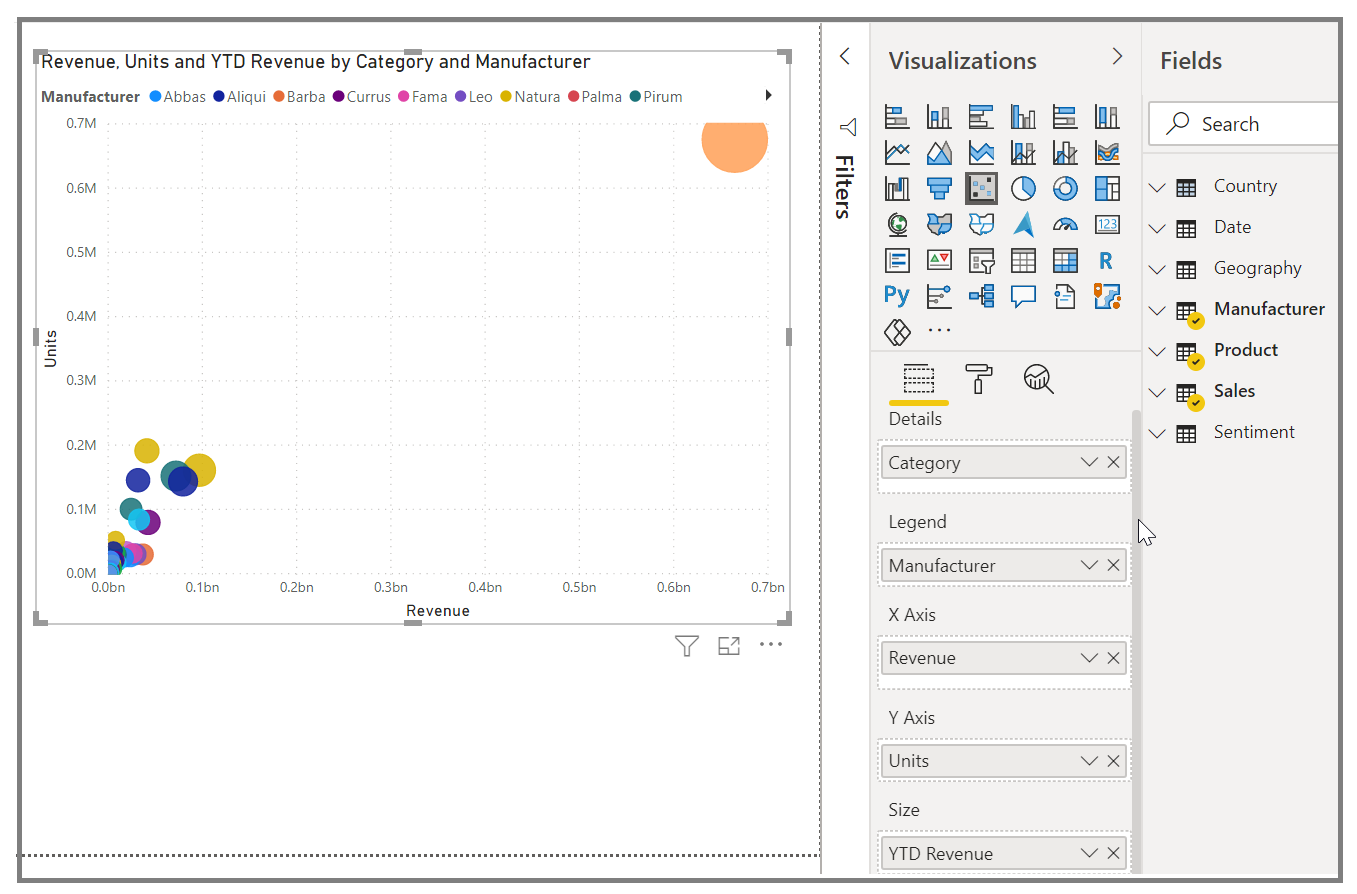 Revenue, Units and YTD Revenue by Category and Manufacturer
Manufacturer Abbas Aliqui Barba Currus Fama Leo Natura Palma Pirum
0.7M
0.6M
0.5M
0.4M
0.3M
0.2M
0.1M
0.0M
Units
0.0bn 0.1bn 0.2bn 0.3bn 0.4bn 0.5bn 0.6bn 0.7bn
Revenue
Filters
Visualizations
123
R
Py
Details
Category
Legend
Manufacturer
X Axis
Revenue
Y Axis
Units
Size
YTD Revenue
Fields
Search
Country
Date
Geography
Manufacturer
Product
Sales
Sentiment